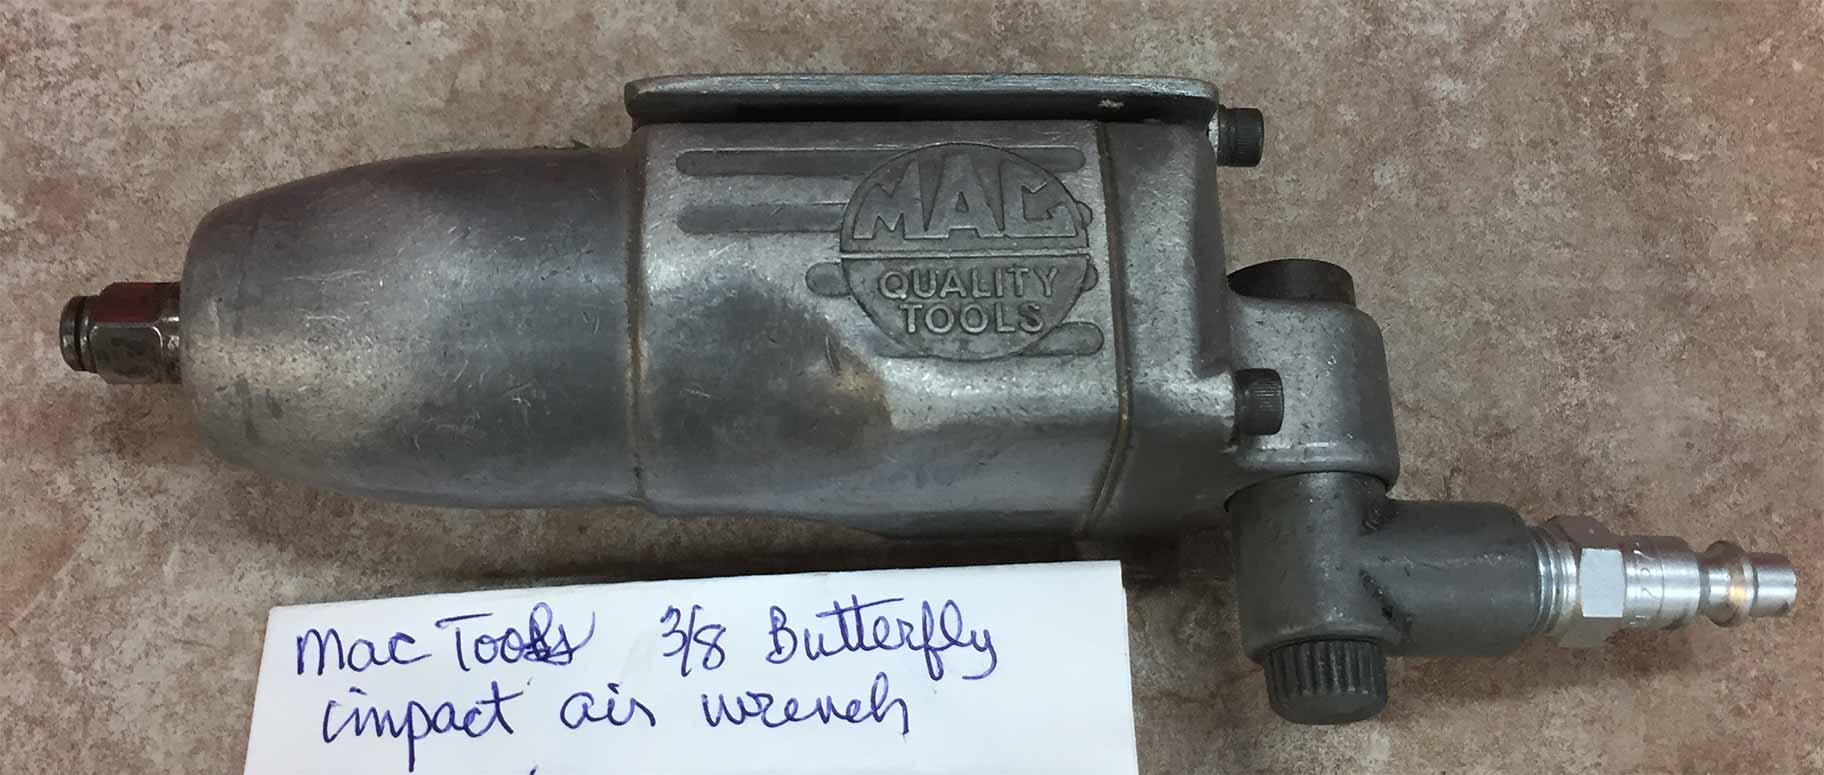 MAC
QUALITY
TOOLS
Mac Tools 3/8 Butterfly
impact air wrench